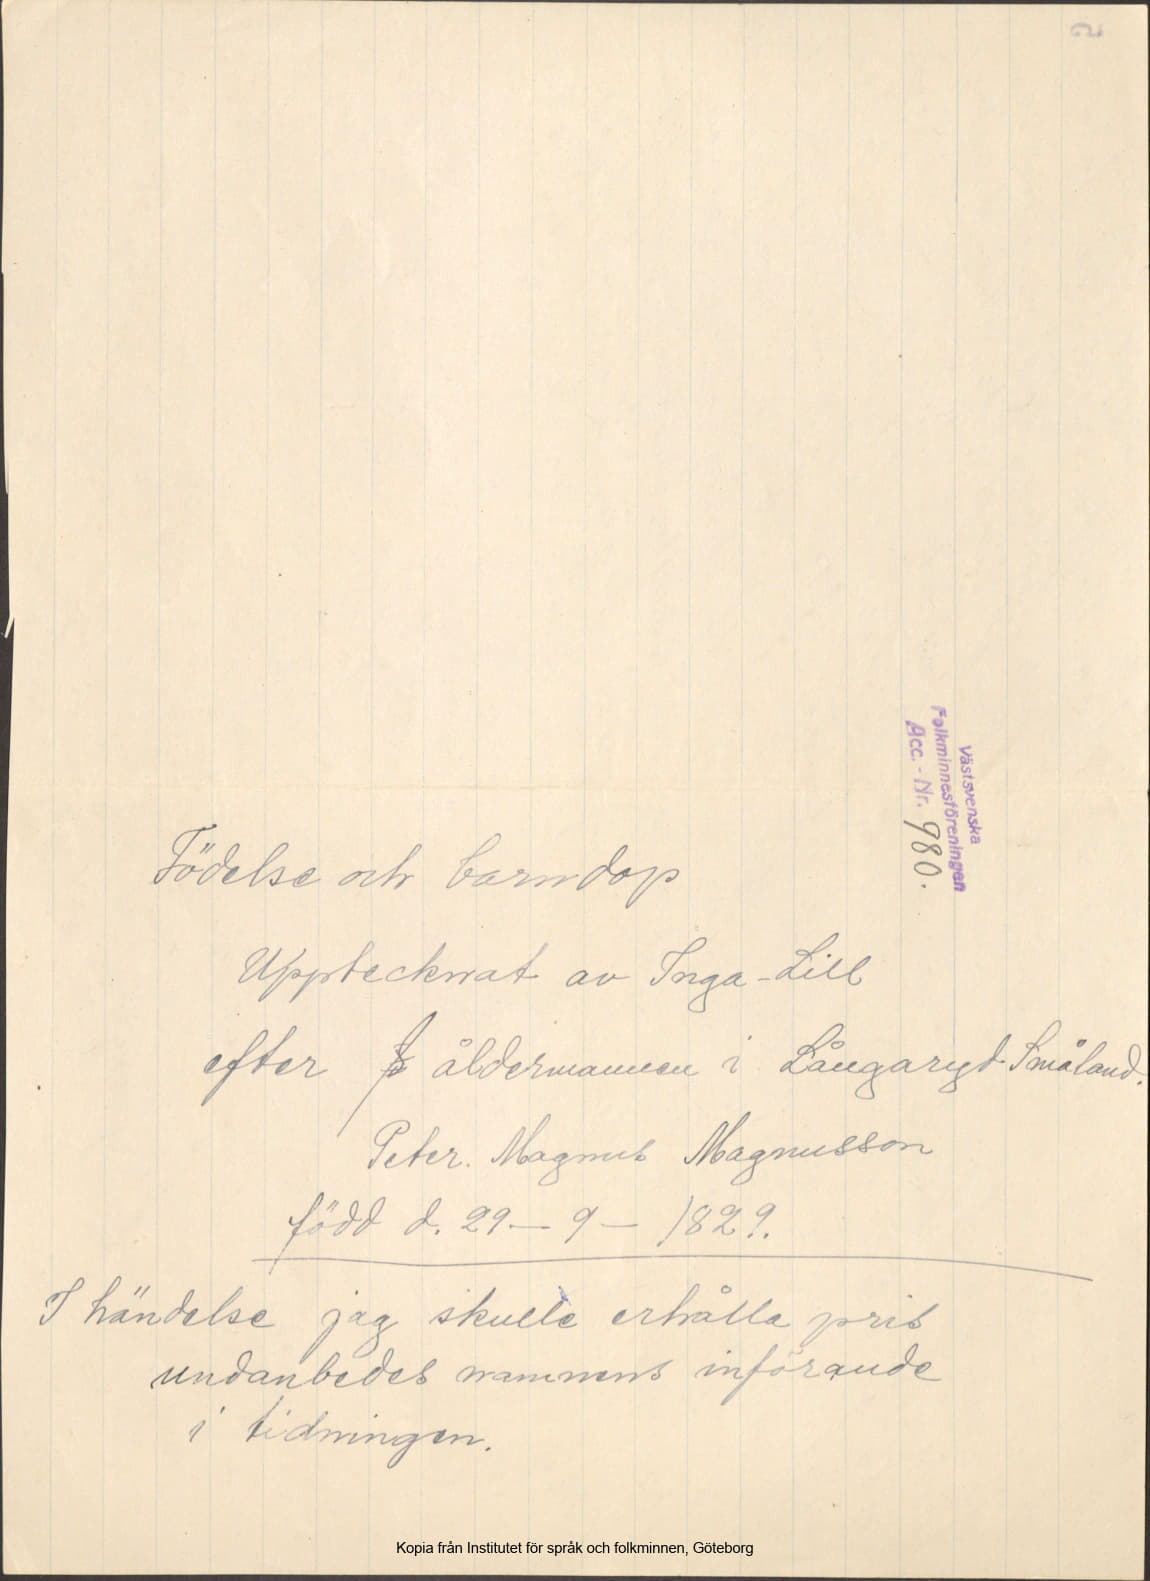 2
Västsvenska
Folkminnesföreningen
Acc. - Nr. 980.
Födelse och barndop
Upptecknat av Inga-Lill
efter åldermannen i Långaryd Småland.
Peter. Magnus Magnusson
född d. 29 — 9 — 1829.
I händelse jag skulle erhålla pris
undanbedes namnens införande
i tidningen.
Kopia från Institutet för språk och folkminnen, Göteborg